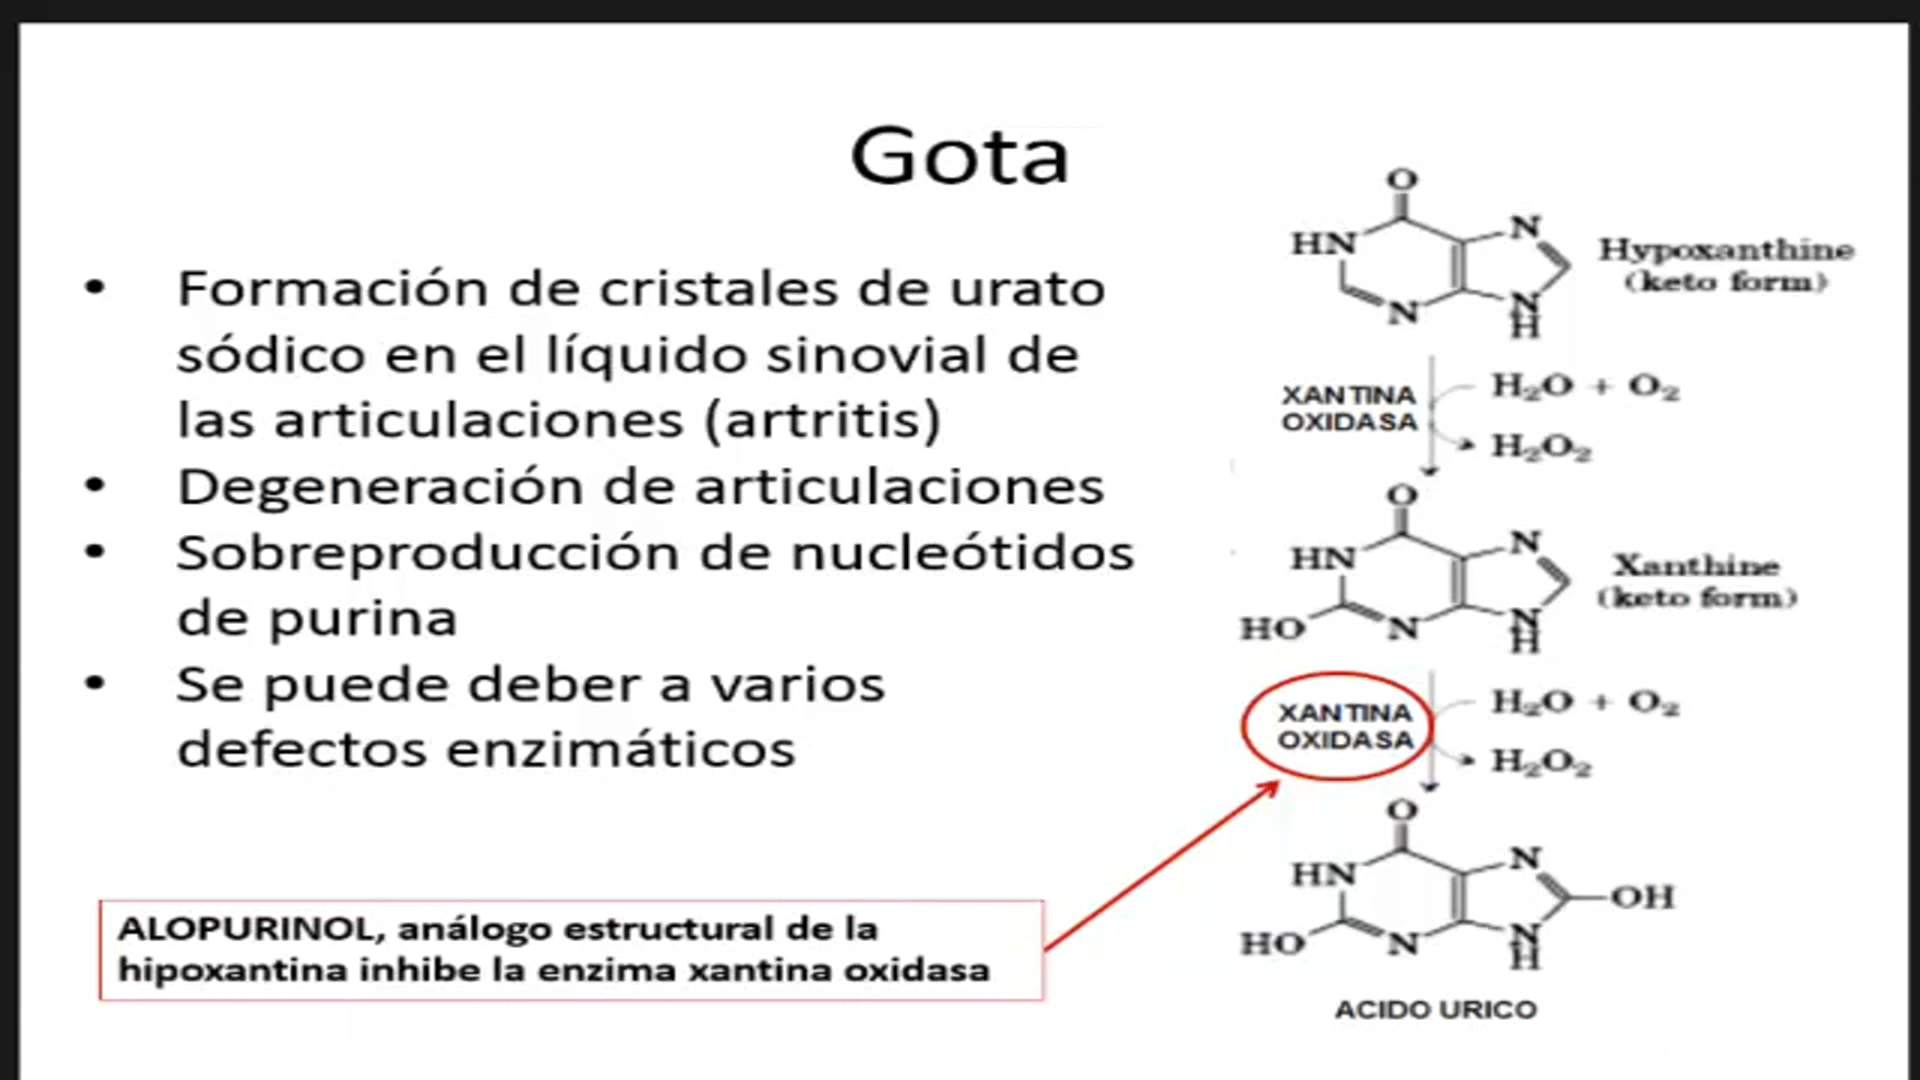 Gota
• Formación de cristales de urato
sódico en el líquido sinovial de
las articulaciones (artritis)
• Degeneración de articulaciones
• Sobreproducción de nucleótidos
de purina
• Se puede deber a varios
defectos enzimáticos
ALOPURINOL, análogo estructural de la
hipoxantina inhibe la enzima xantina oxidasa
O
HN
N
N
N
H
Hypoxanthine
(keto form)
XANTINA
OXIDASA
H₂O + O₂
H₂O₂
O
HN
N
HO
N
N
H
Xanthine
(keto form)
XANTINA
OXIDASA
H₂O + O₂
H₂O₂
O
HN
N
OH
HO
N
N
H
ACIDO URICO